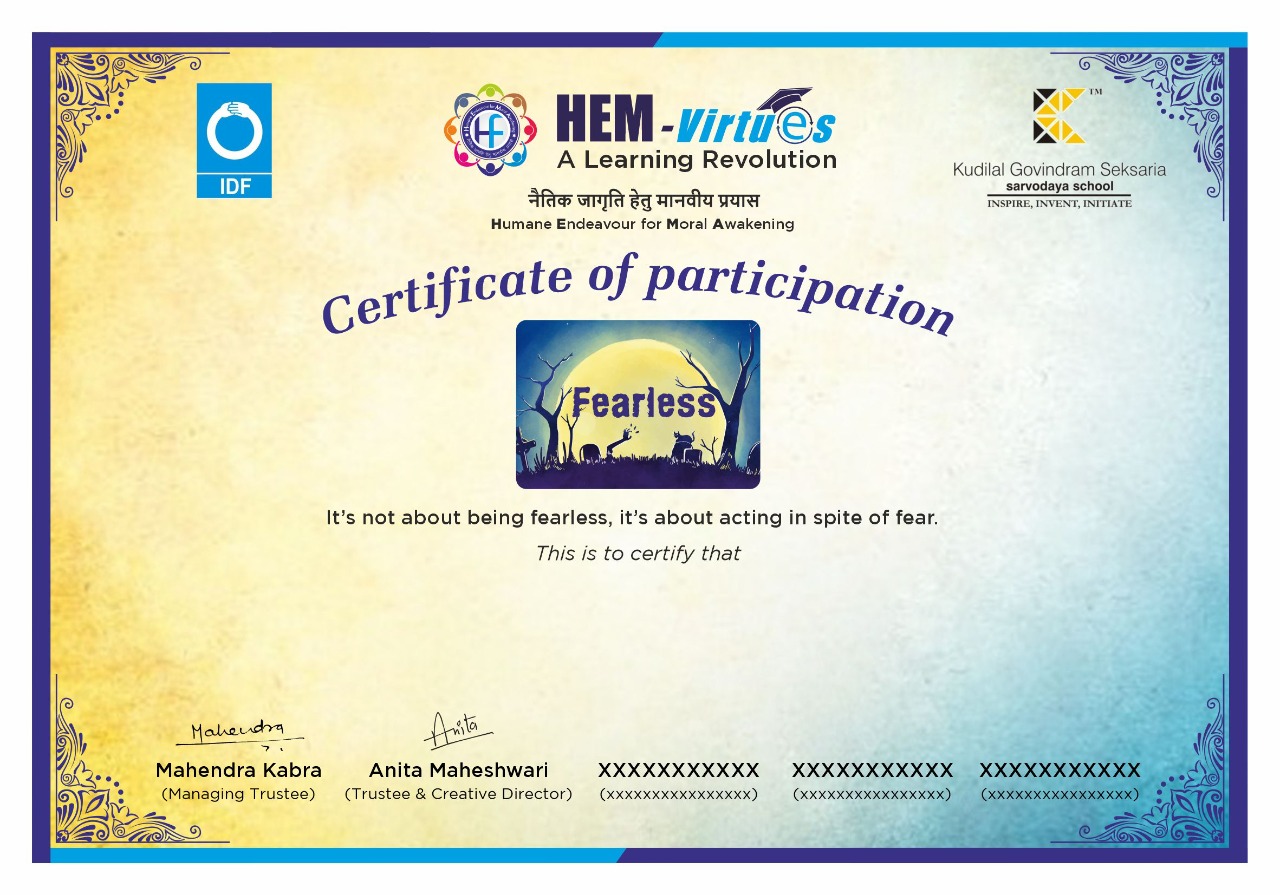 IDF
HEM-Virtues
A Learning Revolution
नैतिक जागृति हेतु मानवीय प्रयास
Humane Endeavour for Moral Awakening
TM
Kudilal Govindram Seksaria
sarvodaya school
INSPIRE, INVENT, INITIATE
Certificate of participation
Fearless
It's not about being fearless, it's about acting in spite of fear.
This is to certify that
Mahendra
Anita
Mahendra Kabra
(Managing Trustee)
Anita Maheshwari
(Trustee & Creative Director)
XXXXXXXXXXX
(xxxxxxxxxxxxxxxx)
XXXXXXXXXXX
(xxxxxxxxxxxxxxxx)
XXXXXXXXXXX
(xxxxxxxxxxxxxxxx)